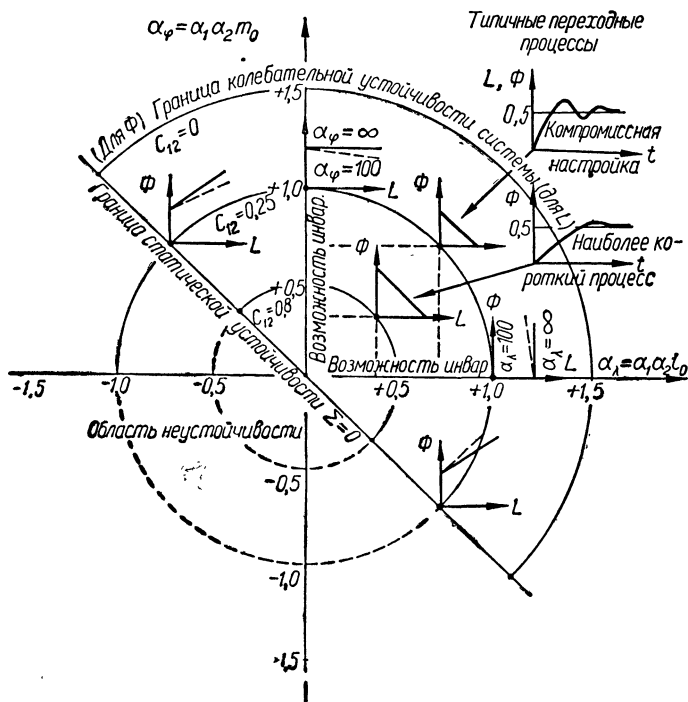 α_φ = α₁α₂m₀
Типичные переходные
процессы
L, Ф
0,5
Компромиссная
настройка
t
(Для Ф) Граница колебательной устойчивости системы (для L)
+1,5
C₁₂=0
α_φ=∞
α_φ=100
Ф
L
+1,0
L
Ф
Ф
0,5
Наиболее ко-
t
роткий процесс
C₁₂=0,25
Граница статической устойчивости Σ=0
Возможность инвар.
Ф
L
+0,5
C₁₂=0,8
Ф
α_λ=100
α_λ=∞
L
Возможность инвар
α_λ=α₁α₂l₀
-1,5
-1,0
-0,5
+0,5
+1,0
+1,5
Область неустойчивости
Ф
L
-0,5
-1,0
-1,5